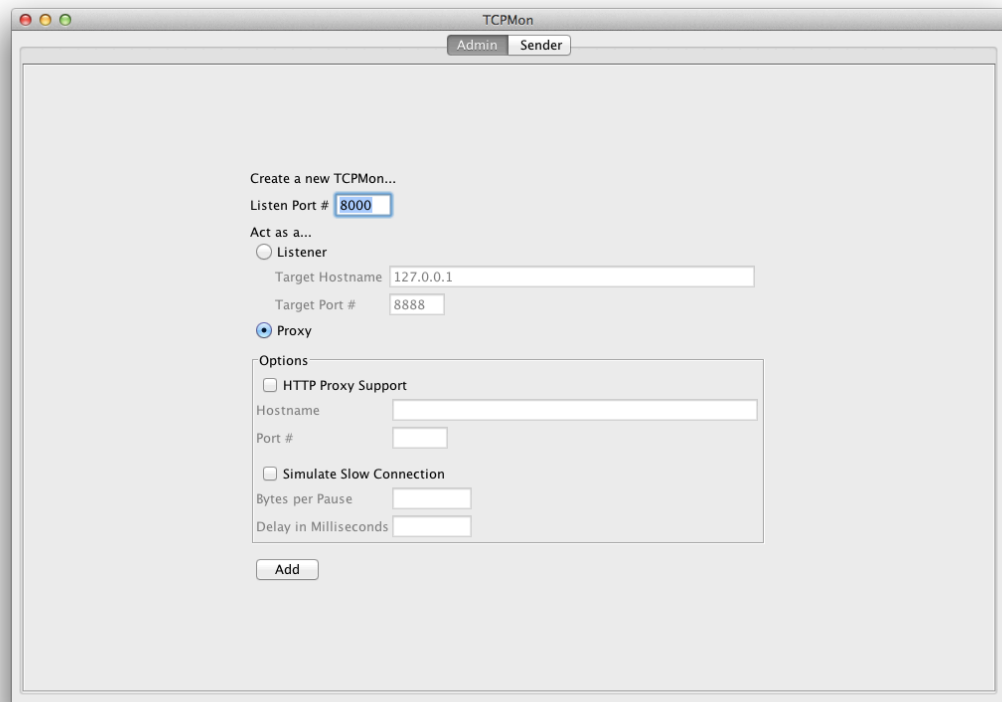 TCPMon
Admin Sender
Create a new TCPMon...
Listen Port # 8000
Act as a...
Listener
Target Hostname 127.0.0.1
Target Port # 8888
Proxy
Options
HTTP Proxy Support
Hostname
Port #
Simulate Slow Connection
Bytes per Pause
Delay in Milliseconds
Add